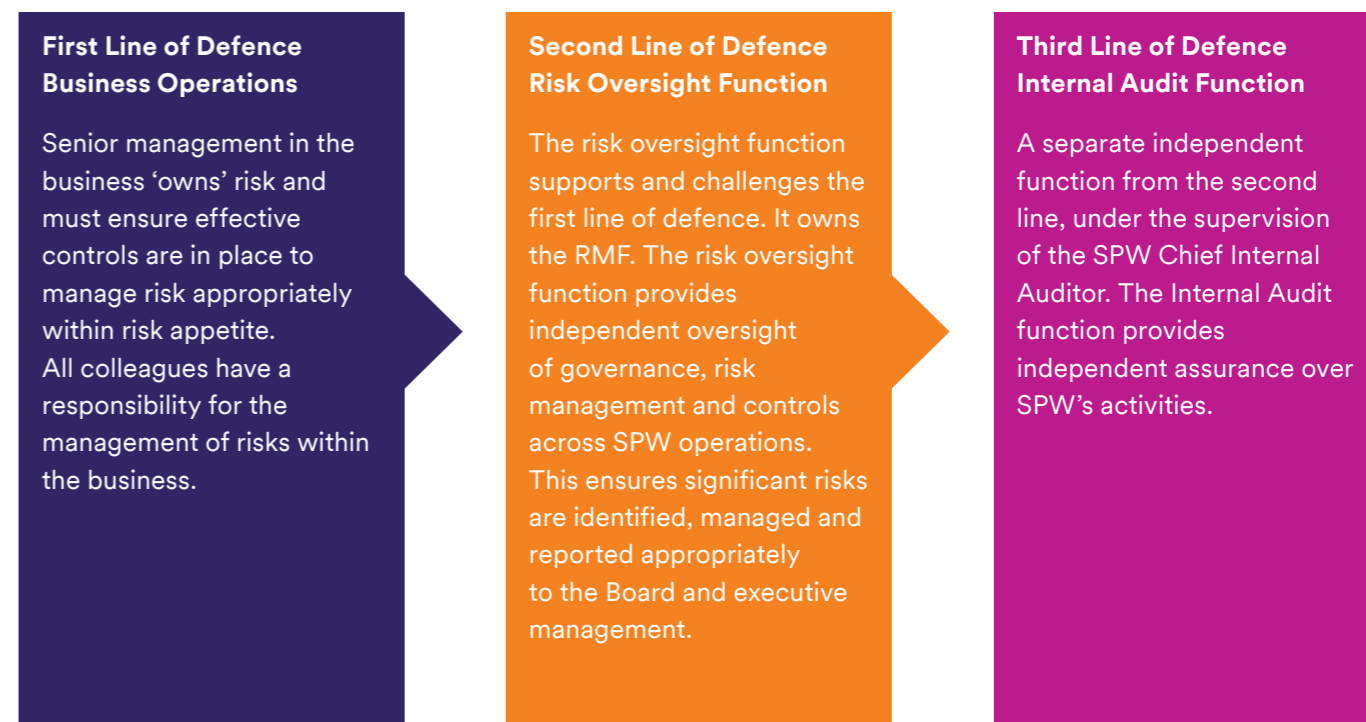 First Line of Defence
Business Operations
Senior management in the
business ‘owns’ risk and
must ensure effective
controls are in place to
manage risk appropriately
within risk appetite.
All colleagues have a
responsibility for the
management of risks within
the business.
Second Line of Defence
Risk Oversight Function
The risk oversight function
supports and challenges the
first line of defence. It owns
the RMF. The risk oversight
function provides
independent oversight
of governance, risk
management and controls
across SPW operations.
This ensures significant risks
are identified, managed and
reported appropriately
to the Board and executive
management.
Third Line of Defence
Internal Audit Function
A separate independent
function from the second
line, under the supervision
of the SPW Chief Internal
Auditor. The Internal Audit
function provides
independent assurance over
SPW’s activities.